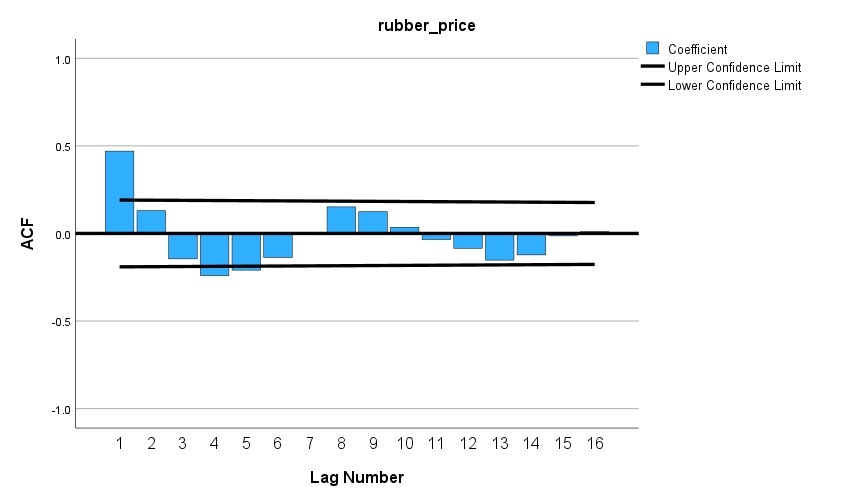 rubber_price
Coefficient
Upper Confidence Limit
Lower Confidence Limit
1.0
0.5
0.0
-0.5
-1.0
ACF
1 2 3 4 5 6 7 8 9 10 11 12 13 14 15 16
Lag Number